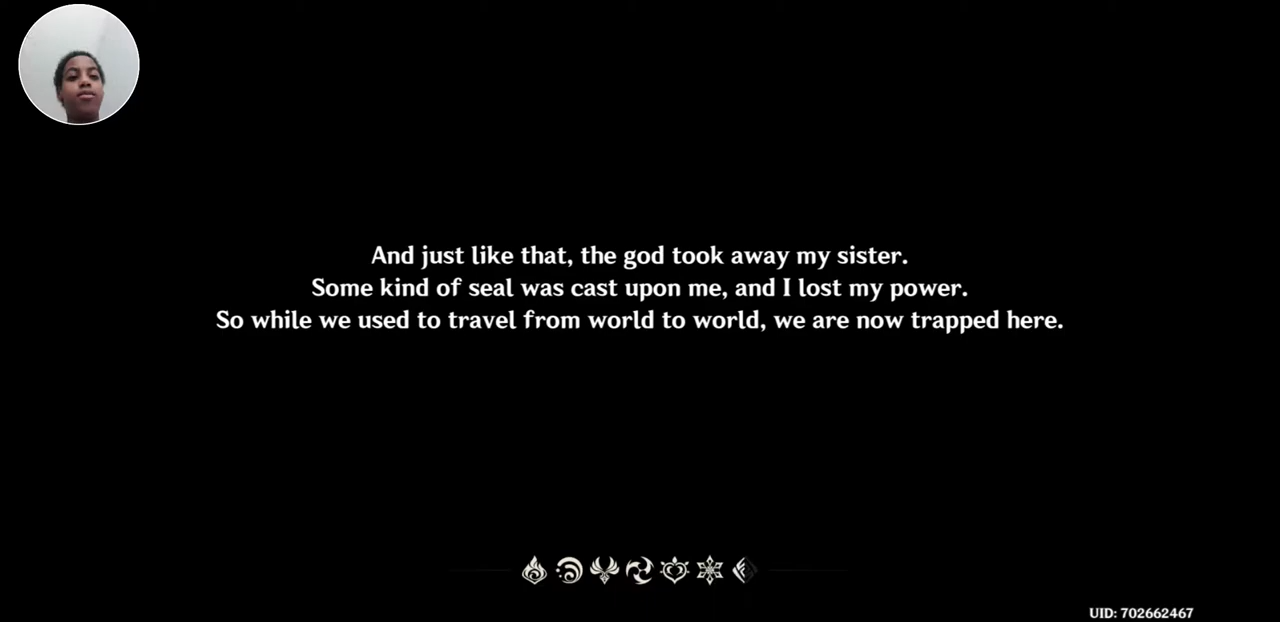 And just like that, the god took away my sister.
Some kind of seal was cast upon me, and I lost my power.
So while we used to travel from world to world, we are now trapped here.
UID: 702662467